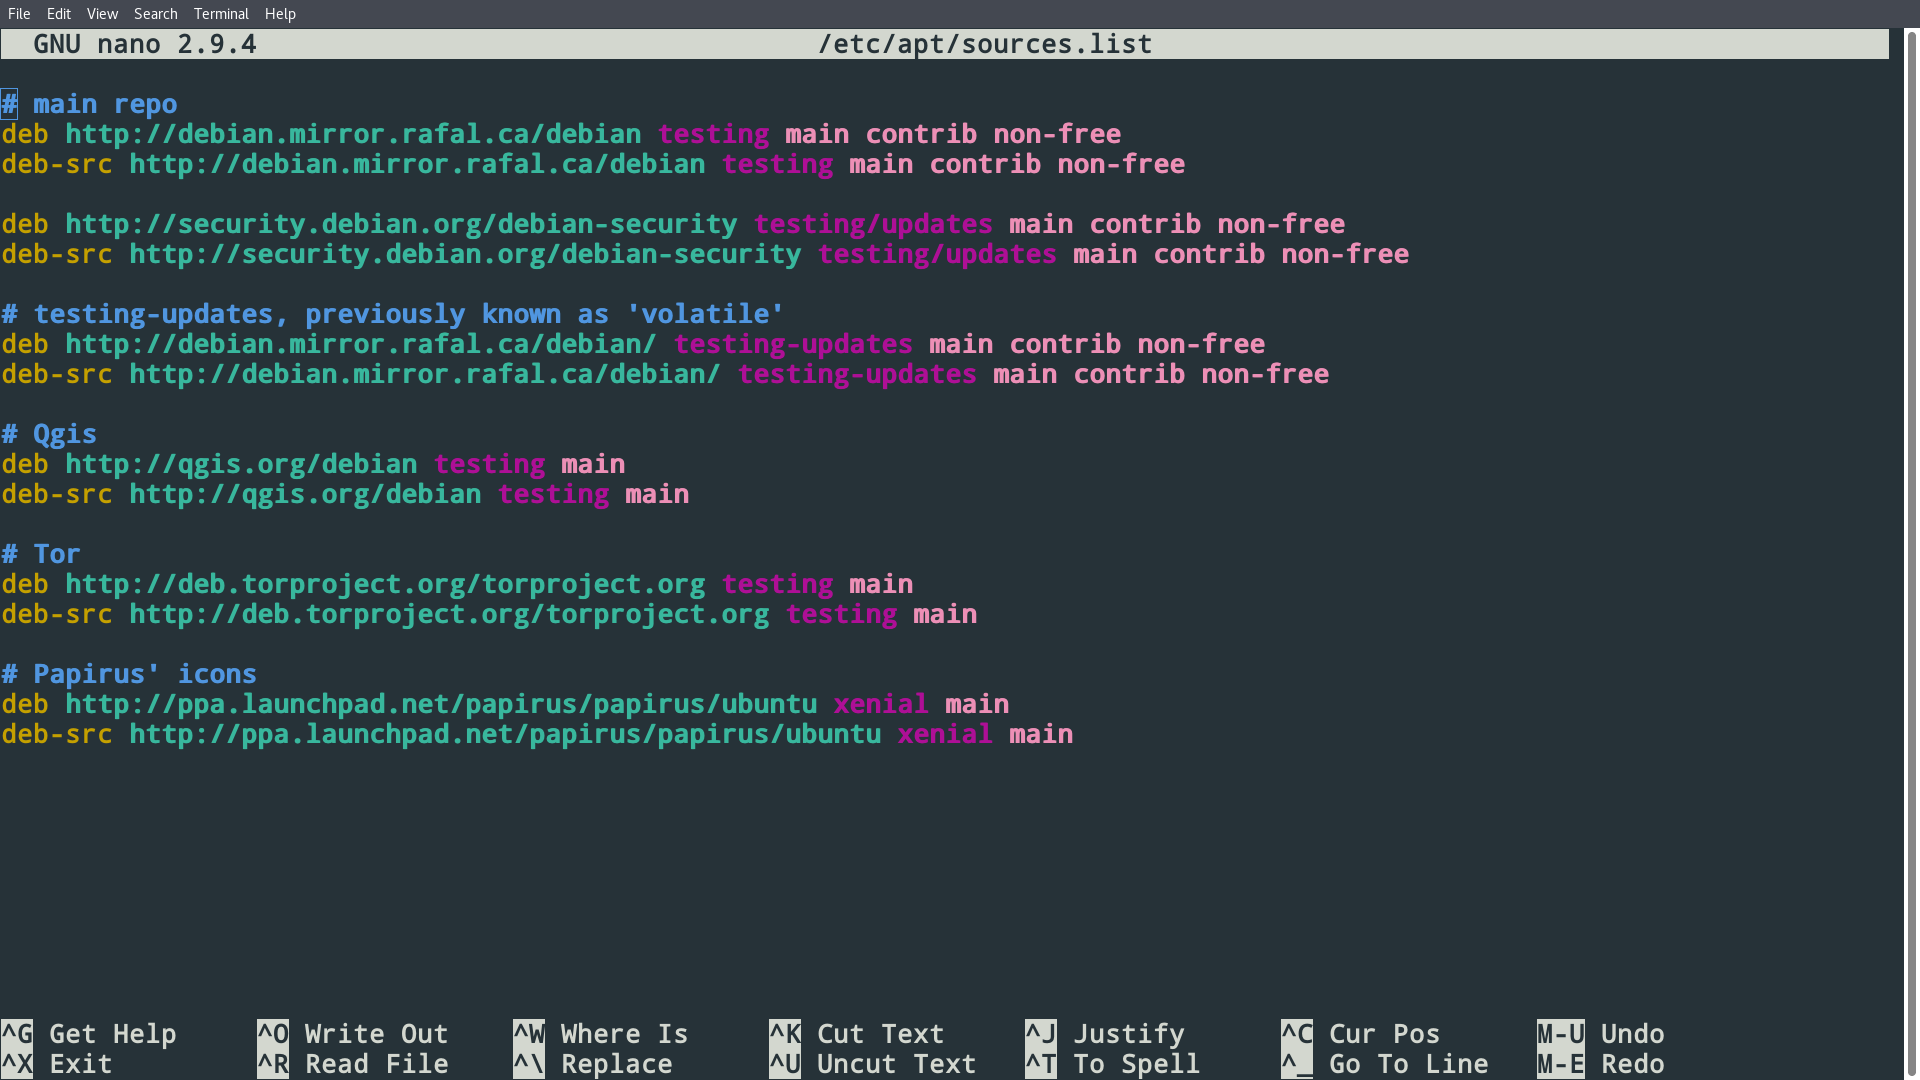 File Edit View Search Terminal Help
GNU nano 2.9.4 /etc/apt/sources.list
# main repo
deb http://debian.mirror.rafal.ca/debian testing main contrib non-free
deb-src http://debian.mirror.rafal.ca/debian testing main contrib non-free
deb http://security.debian.org/debian-security testing/updates main contrib non-free
deb-src http://security.debian.org/debian-security testing/updates main contrib non-free
# testing-updates, previously known as 'volatile'
deb http://debian.mirror.rafal.ca/debian/ testing-updates main contrib non-free
deb-src http://debian.mirror.rafal.ca/debian/ testing-updates main contrib non-free
# Qgis
deb http://qgis.org/debian testing main
deb-src http://qgis.org/debian testing main
# Tor
deb http://deb.torproject.org/torproject.org testing main
deb-src http://deb.torproject.org/torproject.org testing main
# Papirus' icons
deb http://ppa.launchpad.net/papirus/papirus/ubuntu xenial main
deb-src http://ppa.launchpad.net/papirus/papirus/ubuntu xenial main
^G Get Help ^O Write Out ^W Where Is ^K Cut Text ^J Justify ^C Cur Pos M-U Undo
^X Exit ^R Read File ^\ Replace ^U Uncut Text ^T To Spell ^_ Go To Line M-E Redo